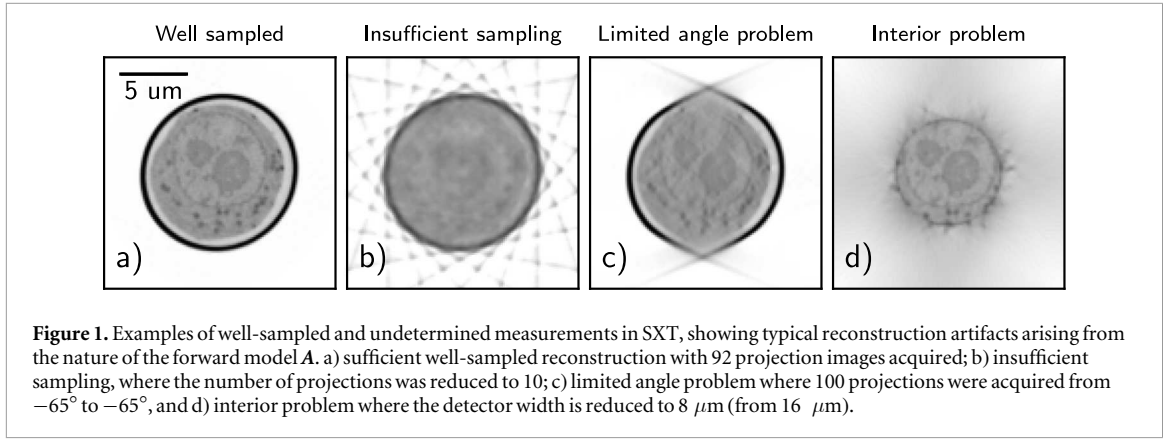 Well sampled
Insufficient sampling
Limited angle problem
Interior problem
5 um
a)
b)
c)
d)
Figure 1. Examples of well-sampled and undetermined measurements in SXT, showing typical reconstruction artifacts arising from
the nature of the forward model A. a) sufficient well-sampled reconstruction with 92 projection images acquired; b) insufficient
sampling, where the number of projections was reduced to 10; c) limited angle problem where 100 projections were acquired from
−65° to −65°, and d) interior problem where the detector width is reduced to 8 μm (from 16 μm).